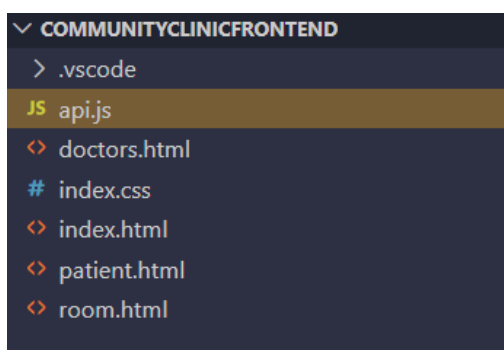 COMMUNITYCLINICFRONTEND
.vscode
JS api.js
<> doctors.html
# index.css
<> index.html
<> patient.html
<> room.html